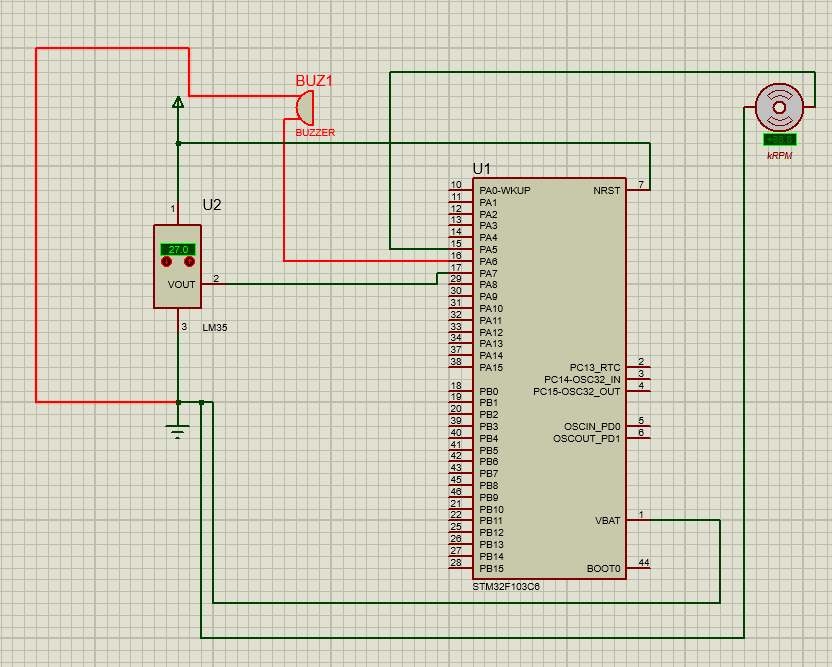 BUZ1
BUZZER
kRPM
U1
U2
1
27.0
VOUT
2
3
LM35
10 PA0-WKUP NRST 7
11 PA1
12 PA2
13 PA3
14 PA4
15 PA5
16 PA6
17 PA7
29 PA8
30 PA9
31 PA10
32 PA11
33 PA12
34 PA13
37 PA14
38 PA15 PC13_RTC 2
PC14-OSC32_IN 3
18 PB0 PC15-OSC32_OUT 4
19 PB1
20 PB2
39 PB3 OSCIN_PD0 5
40 PB4 OSCOUT_PD1 6
41 PB5
42 PB6
43 PB7
45 PB8
46 PB9
21 PB10
22 PB11 VBAT 1
25 PB12
26 PB13
27 PB14
28 PB15 BOOT0 44
STM32F103C6